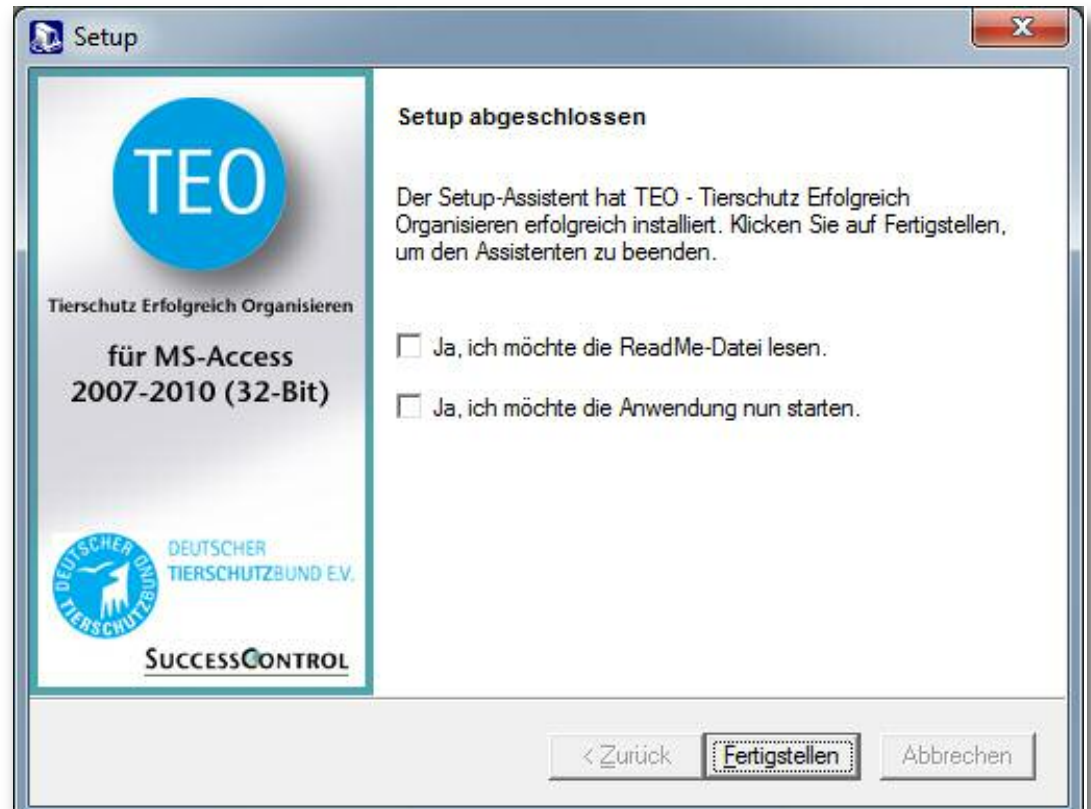 Setup
TEO
Tierschutz Erfolgreich Organisieren
für MS-Access
2007-2010 (32-Bit)
DEUTSCHER TIERSCHUTZBUND
DEUTSCHER
TIERSCHUTZBUND E.V.
SUCCESSCONTROL
Setup abgeschlossen
Der Setup-Assistent hat TEO - Tierschutz Erfolgreich
Organisieren erfolgreich installiert. Klicken Sie auf Fertigstellen,
um den Assistenten zu beenden.
Ja, ich möchte die ReadMe-Datei lesen.
Ja, ich möchte die Anwendung nun starten.
< Zurück
Fertigstellen
Abbrechen